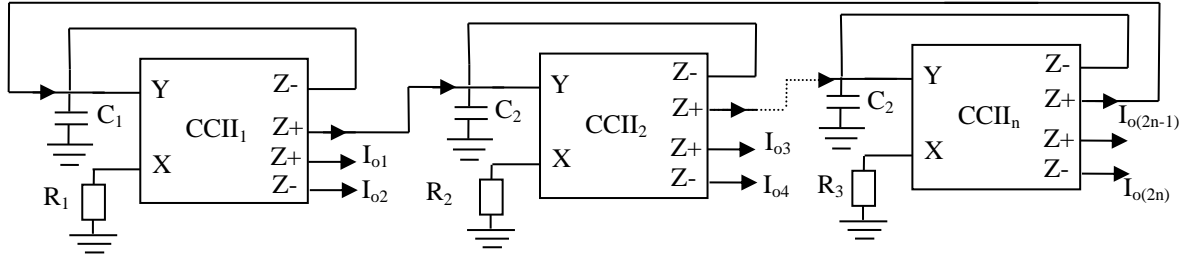 Y
Z-
C₁
CCII₁
Z+
X
Z+
Iₒ₁
Z-
Iₒ₂
R₁
Y
Z-
C₂
Z+
CCII₂
X
Z+
Iₒ₃
Z-
Iₒ₄
R₂
Y
Z-
C₂
Z+
Iₒ₍₂ₙ₋₁₎
CCIIₙ
Z+
X
Z-
Iₒ₍₂ₙ₎
R₃